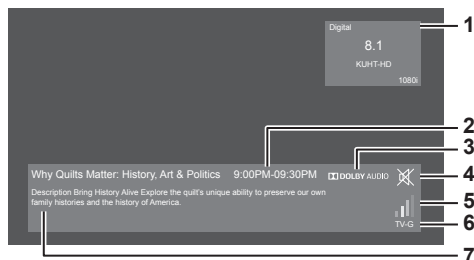 Digital
8.1
KUHT-HD
1080i
1
2
3
Why Quilts Matter: History, Art & Politics 9:00PM-09:30PM DOLBY AUDIO
4
Description Bring History Alive Explore the quilt's unique ability to preserve our own
family histories and the history of America.
5
TV-G
6
7